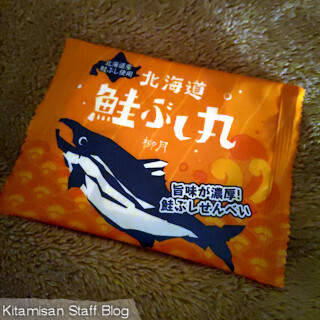 北海道産
鮭ぶし使用
北海道
鮭ぶし丸
柳月
旨味が濃厚!
鮭ぶしせんべい
Kitamisan Staff Blog